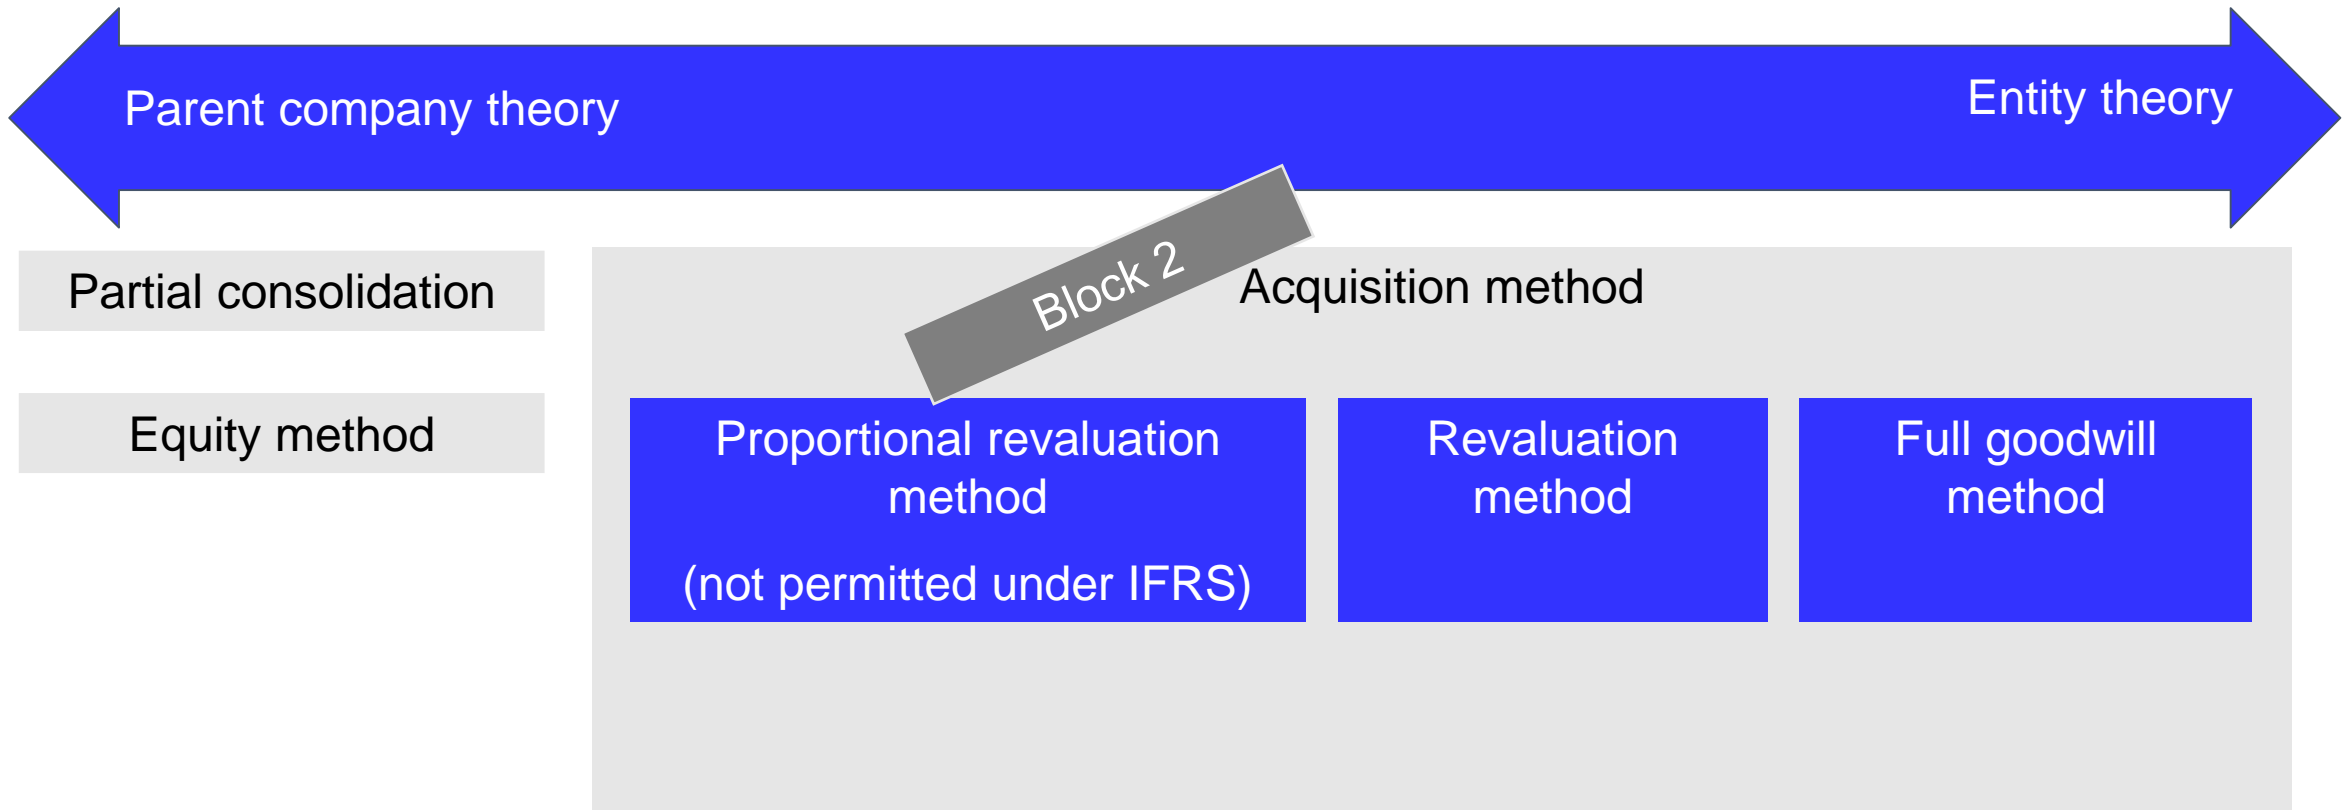 Parent company theory
Entity theory
Block 2
Partial consolidation
Acquisition method
Equity method
Proportional revaluation
method
(not permitted under IFRS)
Revaluation
method
Full goodwill
method